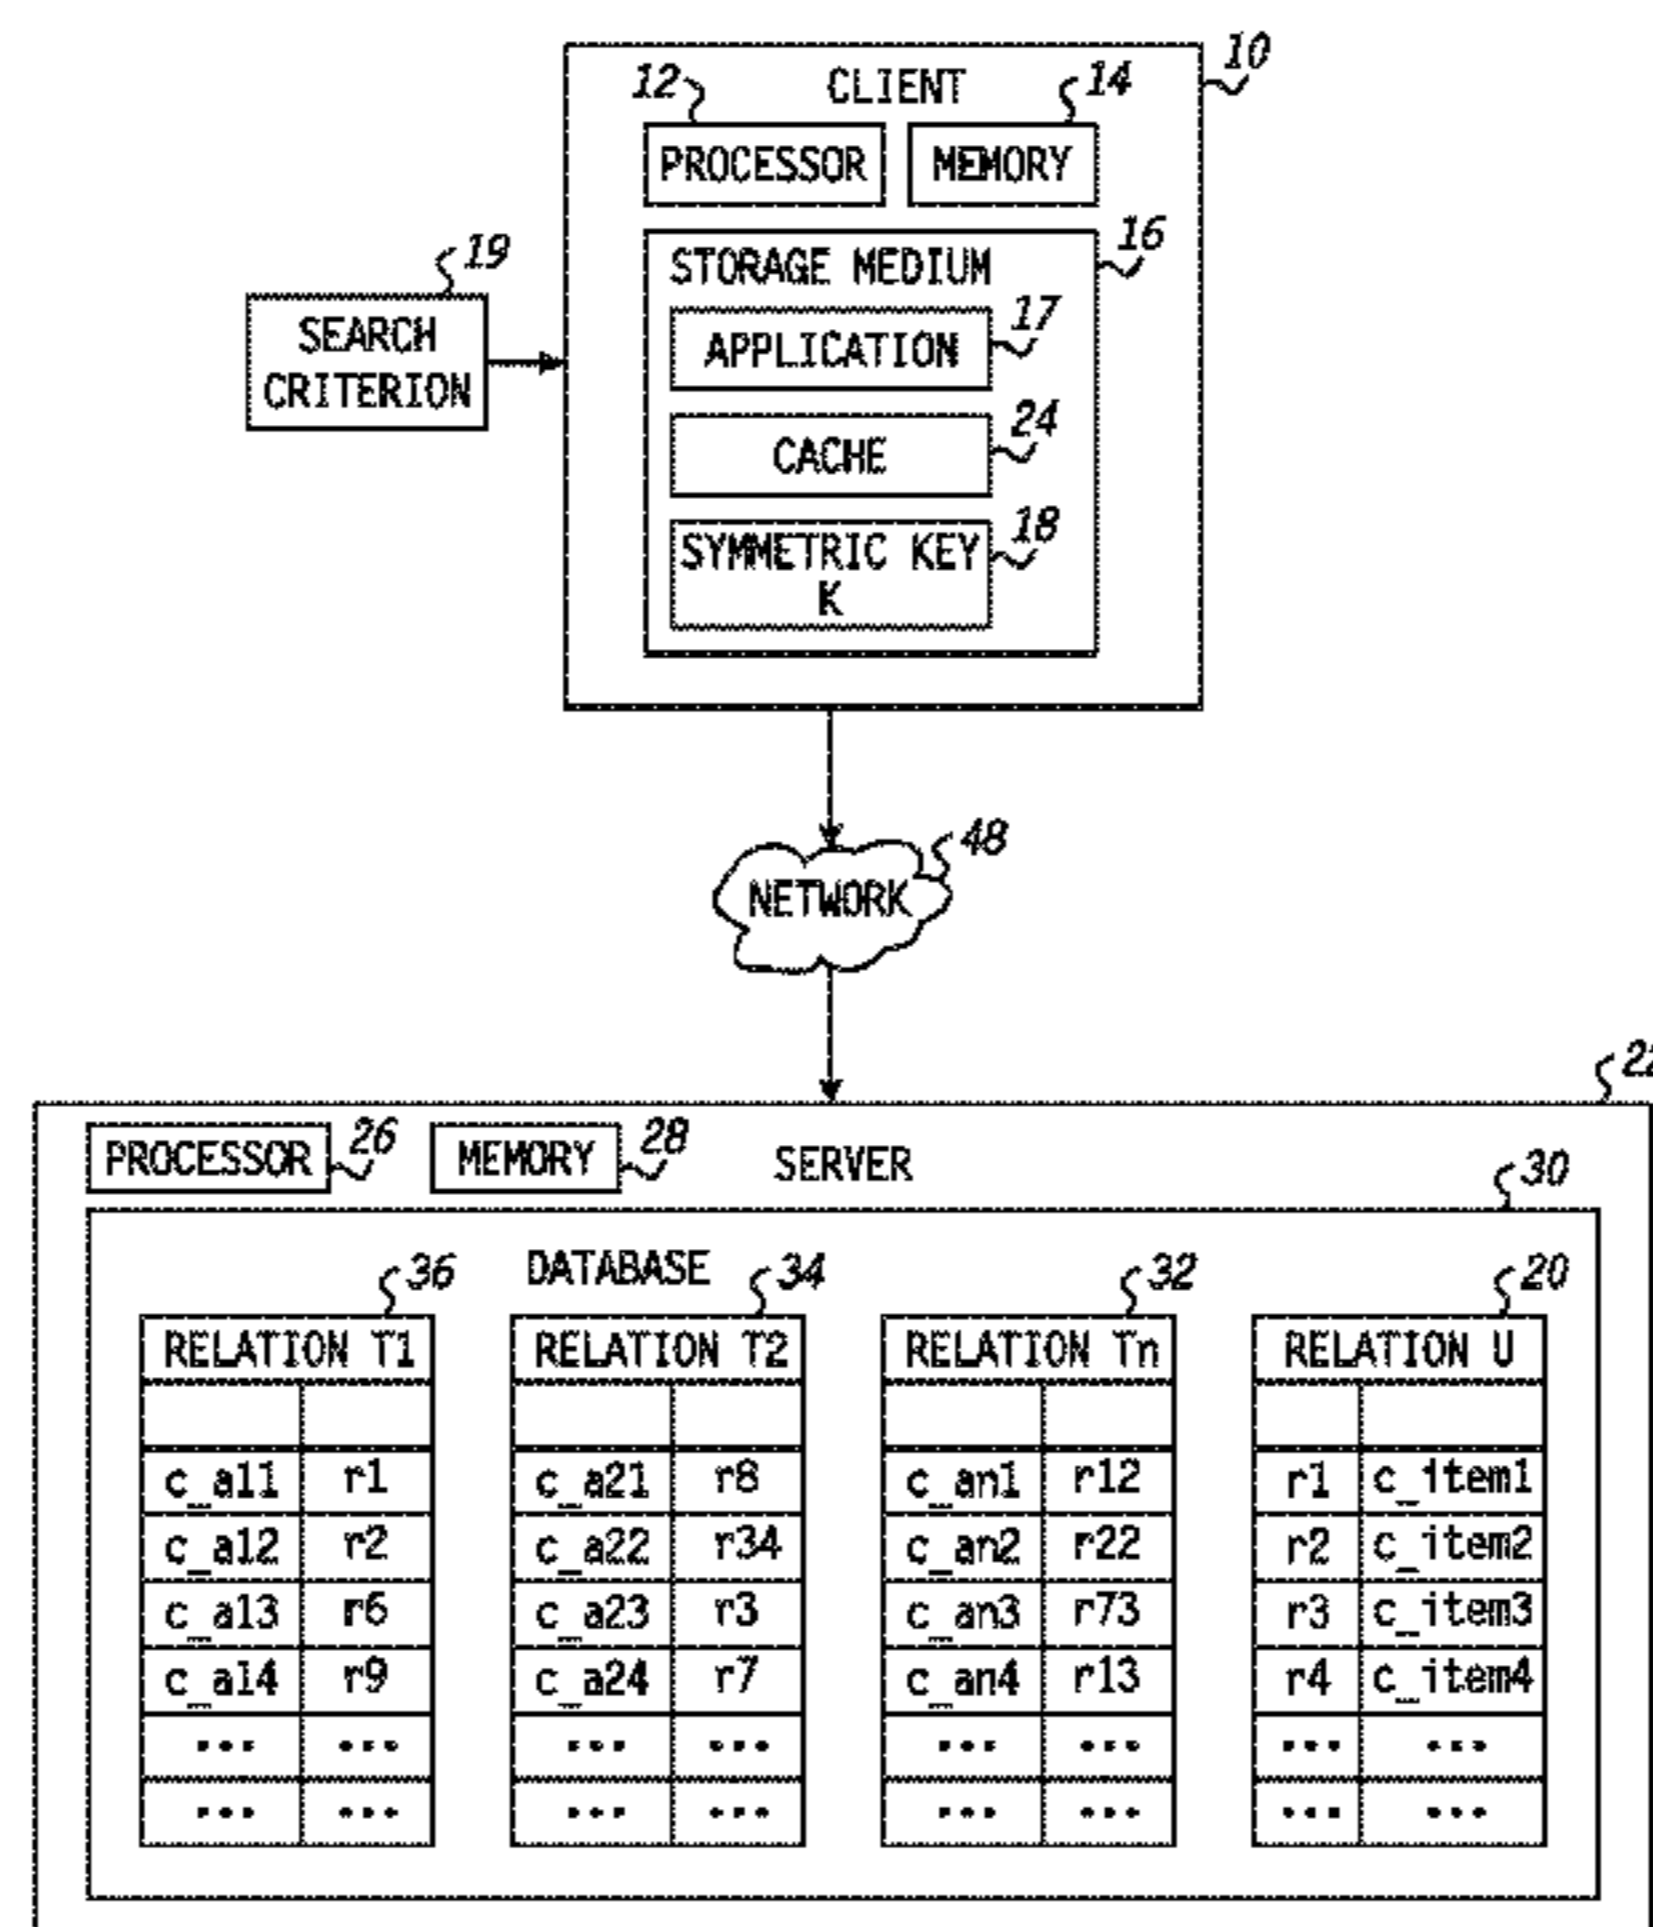 10
12 CLIENT 14
PROCESSOR MEMORY
16
19 STORAGE MEDIUM
17
SEARCH
CRITERION
APPLICATION
24
CACHE
18
SYMMETRIC KEY
K
48
NETWORK
22
PROCESSOR 26 MEMORY 28 SERVER
30
36 DATABASE 34 32 20
RELATION T1 RELATION T2 RELATION Tn RELATION U
c_a11 r1 c_a21 r8 c_an1 r12 r1 c_item1
c_a12 r2 c_a22 r34 c_an2 r22 r2 c_item2
c_a13 r6 c_a23 r3 c_an3 r73 r3 c_item3
c_a14 r9 c_a24 r7 c_an4 r13 r4 c_item4
... ... ... ... ... ... ... ...
... ... ... ... ... ... ... ...